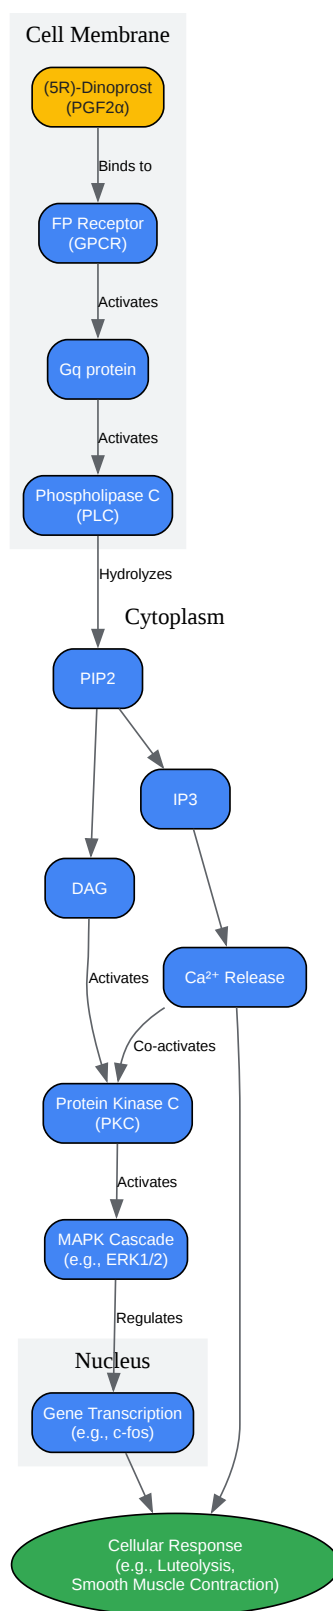 Cell Membrane
(5R)-Dinoprost
(PGF2α)
Binds to
FP Receptor
(GPCR)
Activates
Gq protein
Activates
Phospholipase C
(PLC)
Hydrolyzes
Cytoplasm
PIP2
IP3
DAG
Ca²⁺ Release
Activates
Co-activates
Protein Kinase C
(PKC)
Activates
MAPK Cascade
(e.g., ERK1/2)
Regulates
Nucleus
Gene Transcription
(e.g., c-fos)
Cellular Response
(e.g., Luteolysis,
Smooth Muscle Contraction)